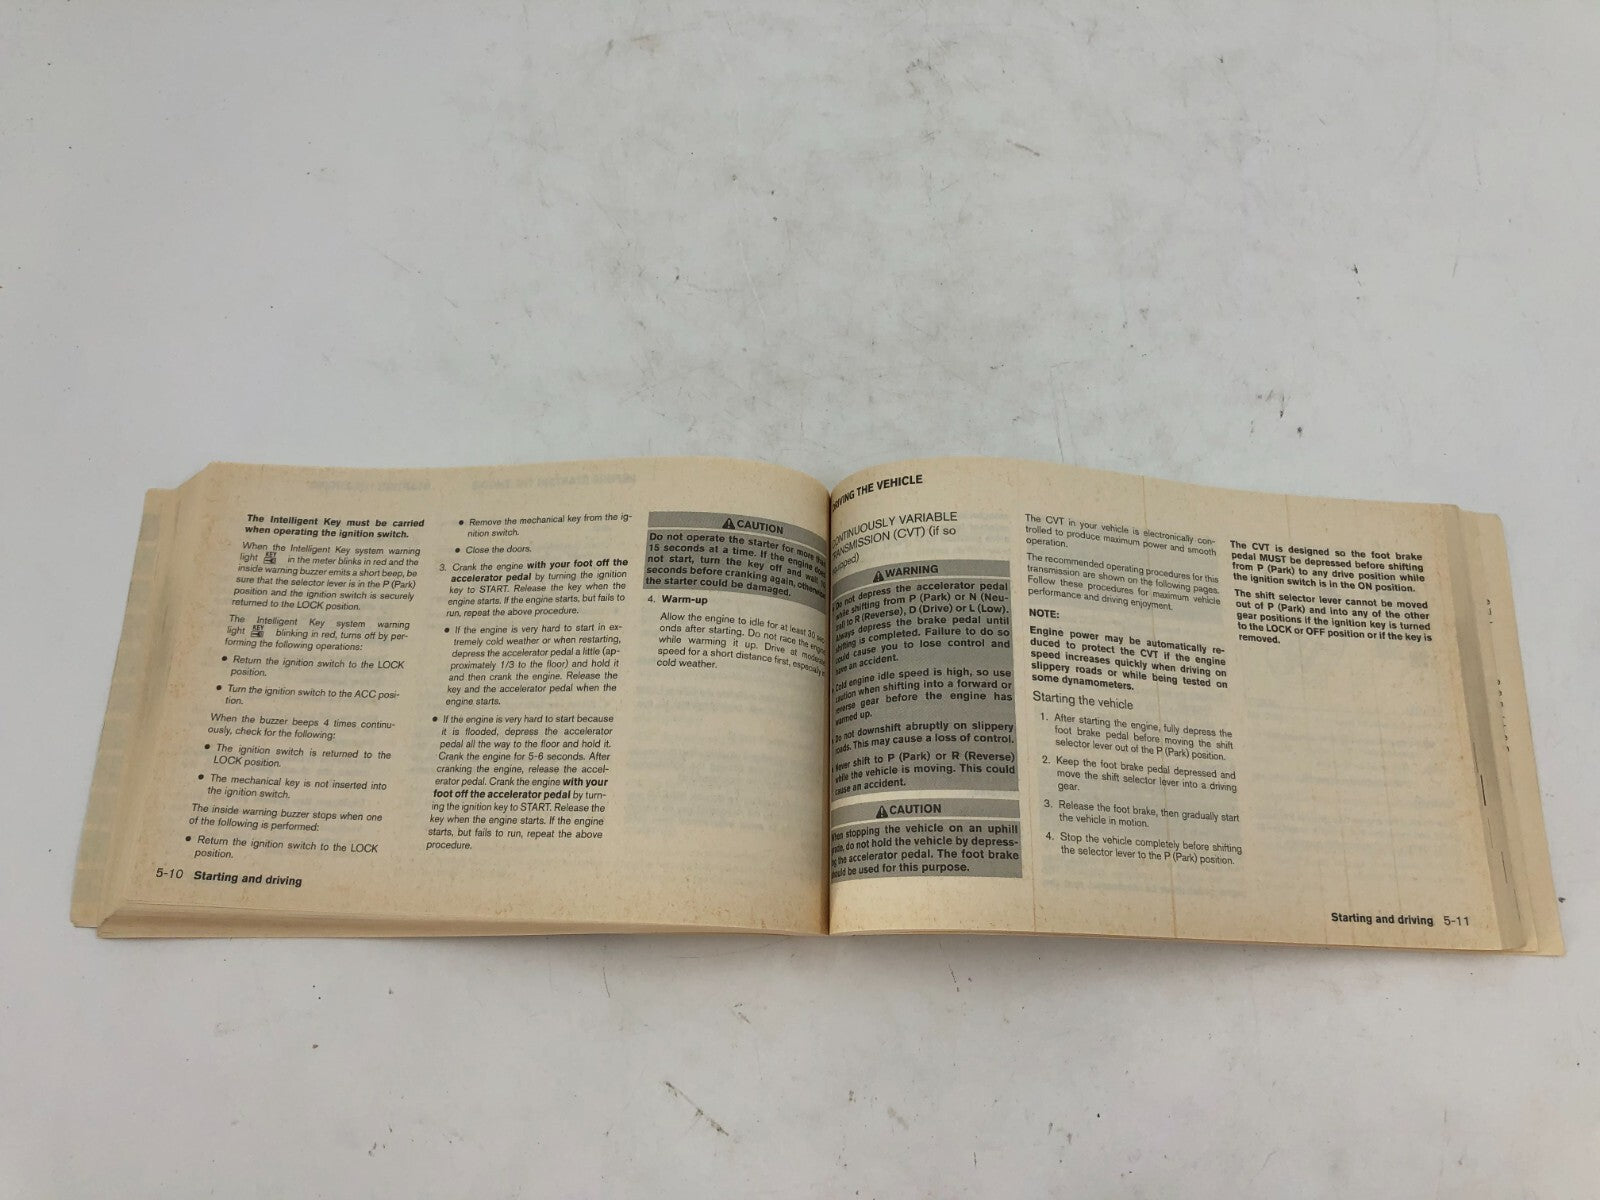 The Intelligent Key must be carried
when operating the ignition switch.
When the Intelligent Key system warning
light KEY in the meter blinks in red and the
inside warning buzzer emits a short beep, be
sure that the selector lever is in the P (Park)
position and the ignition switch is securely
returned to the LOCK position.
The Intelligent Key system warning
light KEY blinking in red, turns off by per-
forming the following operations:
● Return the ignition switch to the LOCK
position.
● Turn the ignition switch to the ACC posi-
tion.
When the buzzer beeps 4 times continu-
ously, check for the following:
● The ignition switch is returned to the
LOCK position.
● The mechanical key is not inserted into
the ignition switch.
The inside warning buzzer stops when one
of the following is performed:
● Return the ignition switch to the LOCK
position.
● Remove the mechanical key from the ig-
nition switch.
● Close the doors.
3. Crank the engine with your foot off the
accelerator pedal by turning the ignition
key to START. Release the key when the
engine starts. If the engine starts, but fails to
run, repeat the above procedure.
● If the engine is very hard to start in ex-
tremely cold weather or when restarting,
depress the accelerator pedal a little (ap-
proximately 1/3 to the floor) and hold it
and then crank the engine. Release the
key and the accelerator pedal when the
engine starts.
● If the engine is very hard to start because
it is flooded, depress the accelerator
pedal all the way to the floor and hold it.
Crank the engine for 5-6 seconds. After
cranking the engine, release the accel-
erator pedal. Crank the engine with your
foot off the accelerator pedal by turn-
ing the ignition key to START. Release the
key when the engine starts. If the engine
starts, but fails to run, repeat the above
procedure.
CAUTION
Do not operate the starter for more than
15 seconds at a time. If the engine does
not start, turn the key off and wait 10
seconds before cranking again, otherwise
the starter could be damaged.
4. Warm-up
Allow the engine to idle for at least 30 sec-
onds after starting. Do not race the engine
while warming it up. Drive at moderate
speed for a short distance first, especially in
cold weather.
5-10 Starting and driving
DRIVING THE VEHICLE
CONTINUOUSLY VARIABLE
TRANSMISSION (CVT) (if so
equipped)
WARNING
Do not depress the accelerator pedal
while shifting from P (Park) or N (Neu-
tral) to R (Reverse), D (Drive) or L (Low).
Always depress the brake pedal until
shifting is completed. Failure to do so
could cause you to lose control and
have an accident.
Cold engine idle speed is high, so use
caution when shifting into a forward or
reverse gear before the engine has
warmed up.
Do not downshift abruptly on slippery
roads. This may cause a loss of control.
Never shift to P (Park) or R (Reverse)
while the vehicle is moving. This could
cause an accident.
CAUTION
When stopping the vehicle on an uphill
grade, do not hold the vehicle by depress-
ing the accelerator pedal. The foot brake
should be used for this purpose.
The CVT in your vehicle is electronically con-
trolled to produce maximum power and smooth
operation.
The recommended operating procedures for this
transmission are shown on the following pages.
Follow these procedures for maximum vehicle
performance and driving enjoyment.
NOTE:
Engine power may be automatically re-
duced to protect the CVT if the engine
speed increases quickly when driving on
slippery roads or while being tested on
some dynamometers.
Starting the vehicle
1. After starting the engine, fully depress the
foot brake pedal before moving the shift
selector lever out of the P (Park) position.
2. Keep the foot brake pedal depressed and
move the shift selector lever into a driving
gear.
3. Release the foot brake, then gradually start
the vehicle in motion.
4. Stop the vehicle completely before shifting
the selector lever to the P (Park) position.
The CVT is designed so the foot brake
pedal MUST be depressed before shifting
from P (Park) to any drive position while
the ignition switch is in the ON position.
The shift selector lever cannot be moved
out of P (Park) and into any of the other
gear positions if the ignition key is turned
to the LOCK or OFF position or if the key is
removed.
Starting and driving 5-11